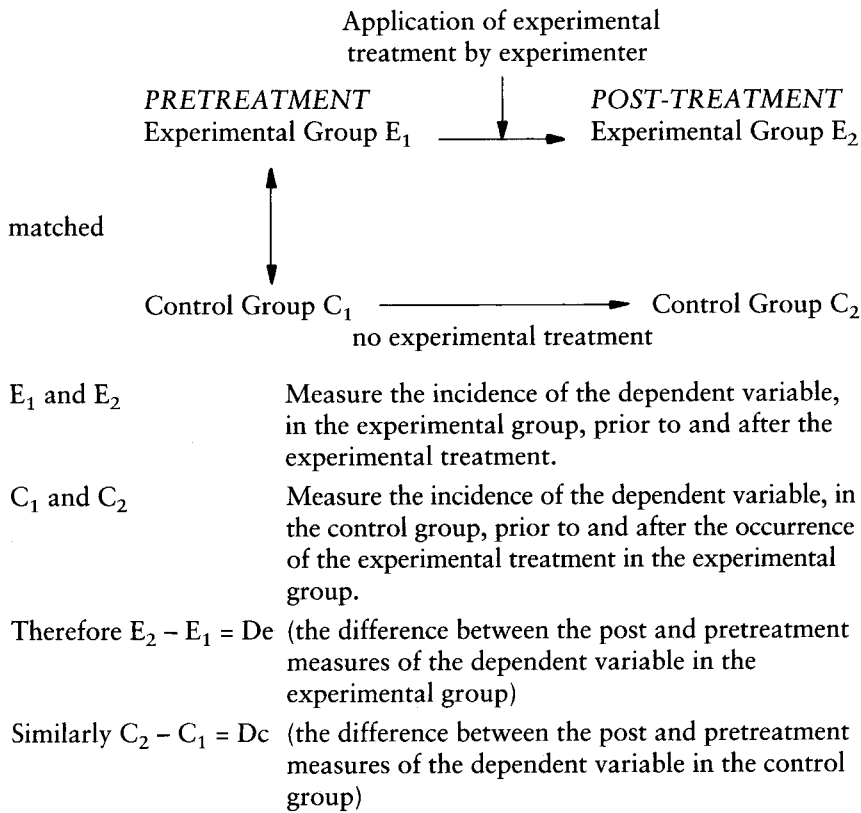 Application of experimental
treatment by experimenter
PRETREATMENT POST-TREATMENT
Experimental Group E₁ Experimental Group E₂
matched
Control Group C₁ Control Group C₂
no experimental treatment
E₁ and E₂ Measure the incidence of the dependent variable,
in the experimental group, prior to and after the
experimental treatment.
C₁ and C₂ Measure the incidence of the dependent variable, in
the control group, prior to and after the occurrence
of the experimental treatment in the experimental
group.
Therefore E₂ – E₁ = De (the difference between the post and pretreatment
measures of the dependent variable in the
experimental group)
Similarly C₂ – C₁ = Dc (the difference between the post and pretreatment
measures of the dependent variable in the control
group)